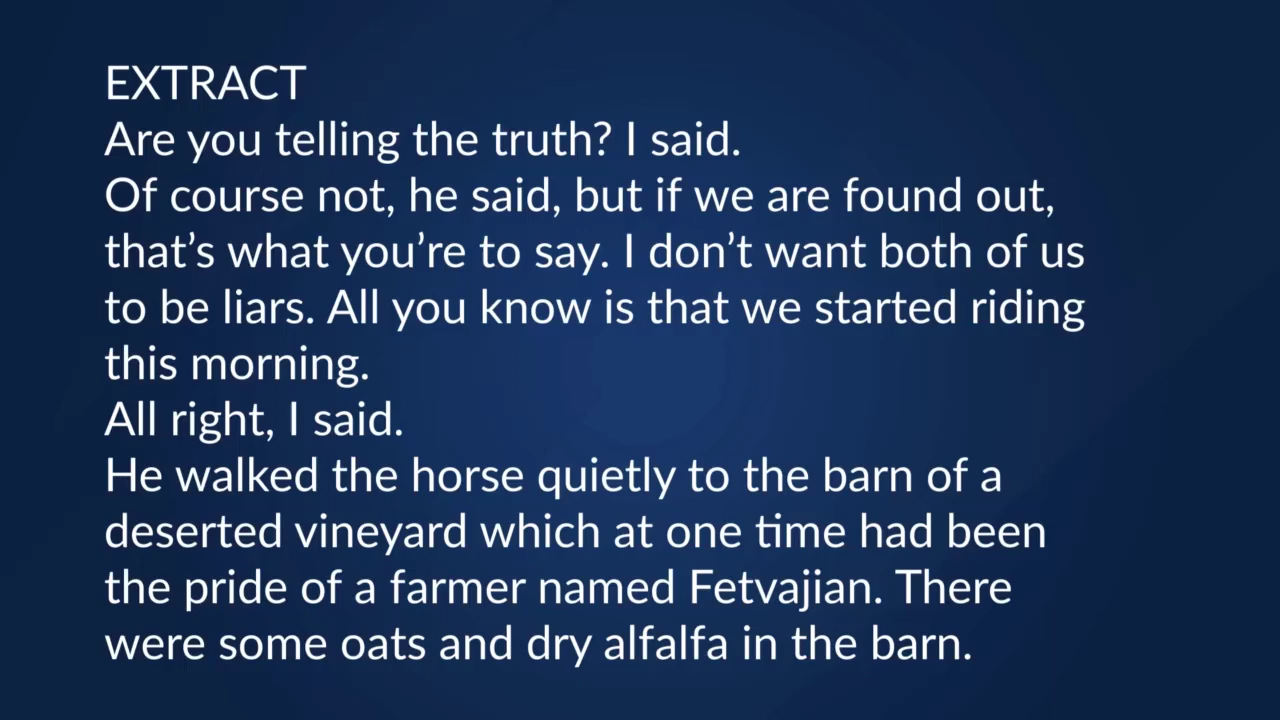 EXTRACT
Are you telling the truth? I said.
Of course not, he said, but if we are found out,
that’s what you’re to say. I don’t want both of us
to be liars. All you know is that we started riding
this morning.
All right, I said.
He walked the horse quietly to the barn of a
deserted vineyard which at one time had been
the pride of a farmer named Fetvajian. There
were some oats and dry alfalfa in the barn.